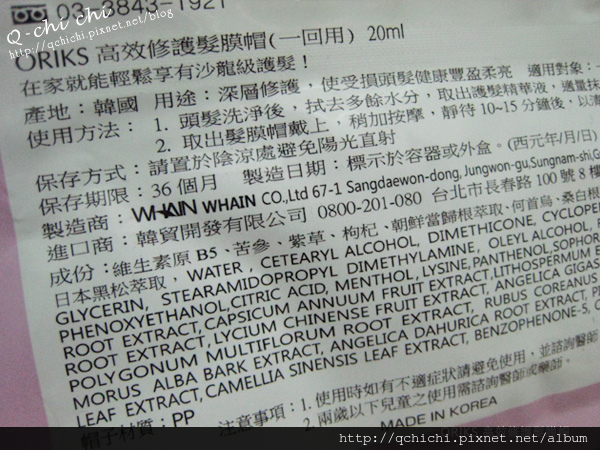 03-3843-1921
Q-chi chi
http://qchichi.pixnet.net/blog
ORIKS 高效修護髮膜帽(一回用) 20ml
在家就能輕鬆享有沙龍級護髮!
產地:韓國 用途:深層修護,使受損頭髮健康豐盈柔亮 適用對象:一
使用方法:1. 頭髮洗淨後,拭去多餘水分,取出護髮精華液,適量抹
2. 取出髮膜帽戴上,稍加按摩,靜待10~15分鐘後,以清
保存方式:請置於陰涼處避免陽光直射
保存期限:36個月 製造日期:標示於容器或外盒。(西元年/月/日)
製造商:WHAIN WHAIN CO.,Ltd 67-1 Sangdaewon-dong, Jungwon-gu,Sungnam-shi,G
進口商:韓貿開發有限公司 0800-201-080 台北市長春路100號8樓
成份:維生素原B5、苦參、紫草、枸杞、朝鮮當歸根萃取、何首烏、桑白根
日本黑松萃取, WATER, CETEARYL ALCOHOL, DIMETHICONE, CYCLOPE
GLYCERIN, STEARAMIDOPROPYL DIMETHYLAMINE, OLEYL ALCOHOL,
PHENOXYETHANOL,CITRIC ACID, MENTHOL, LYSINE,PANTHENOL,SOPHOR
ROOT EXTRACT,CAPSICUM ANNUUM FRUIT EXTRACT,LITHOSPERMUM E
ROOT EXTRACT,LYCIUM CHINENSE FRUIT EXTRACT, ANGELICA GIGAS
POLYGONUM MULTIFLORUM ROOT EXTRACT, RUBUS COREANUS
MORUS ALBA BARK EXTRACT, ANGELICA DAHURICA ROOT EXTRACT, P
LEAF EXTRACT,CAMELLIA SINENSIS LEAF EXTRACT, BENZOPHENONE-5,
帽子材質:PP 注意事項:1. 使用時如有不適症狀請避免使用,並諮詢醫師
2. 兩歲以下兒童之使用需諮詢醫師或藥師。
MADE IN KOREA
http://qchichi.pixnet.net/album